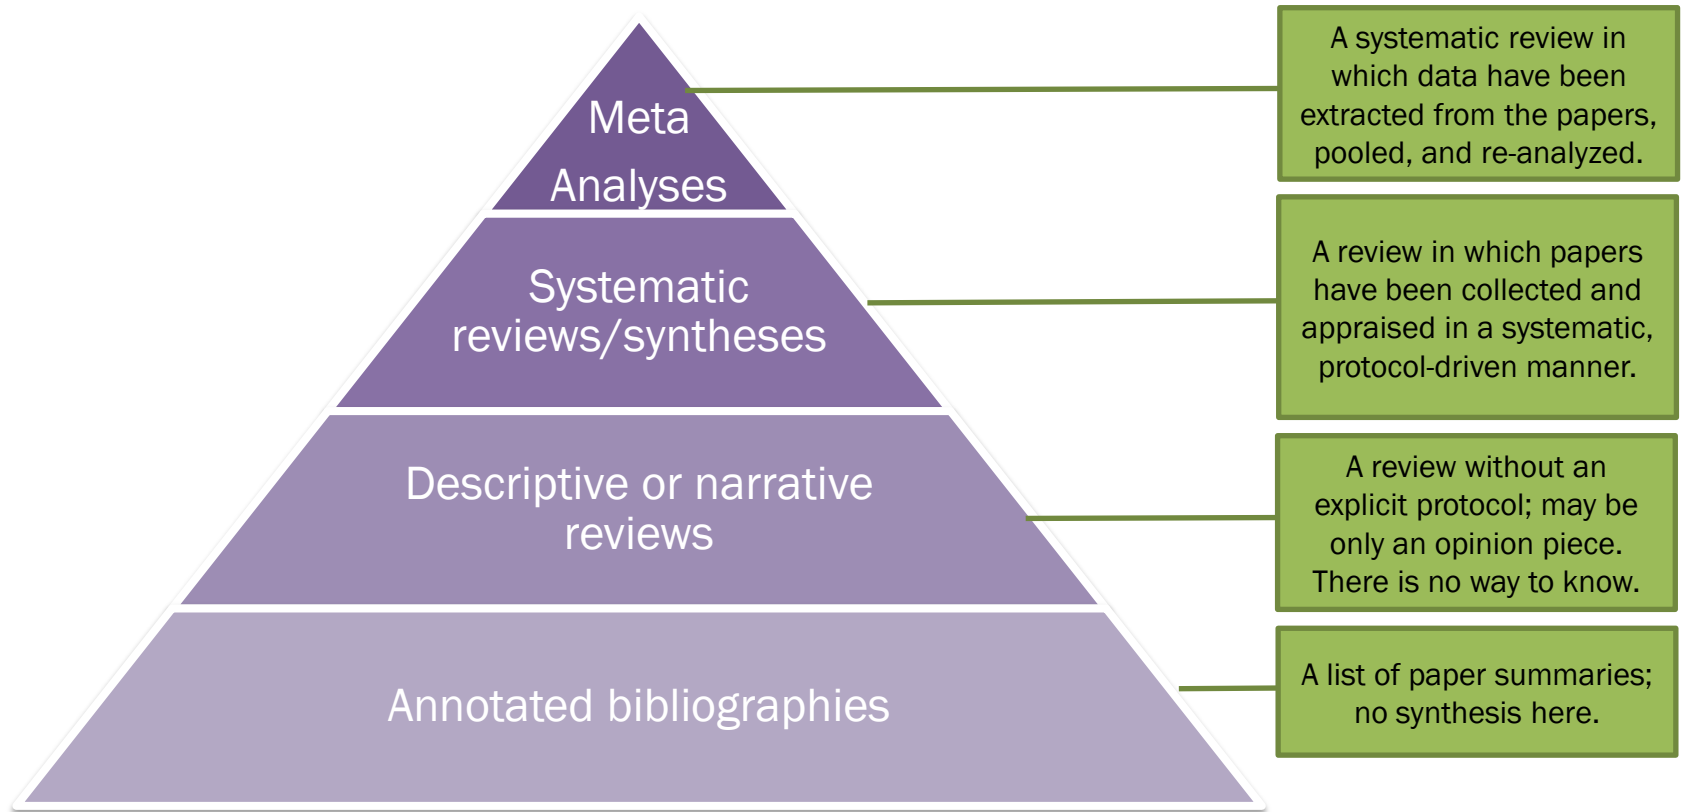 Meta
Analyses
A systematic review in
which data have been
extracted from the papers,
pooled, and re-analyzed.
Systematic
reviews/syntheses
A review in which papers
have been collected and
appraised in a systematic,
protocol-driven manner.
Descriptive or narrative
reviews
A review without an
explicit protocol; may be
only an opinion piece.
There is no way to know.
Annotated bibliographies
A list of paper summaries;
no synthesis here.